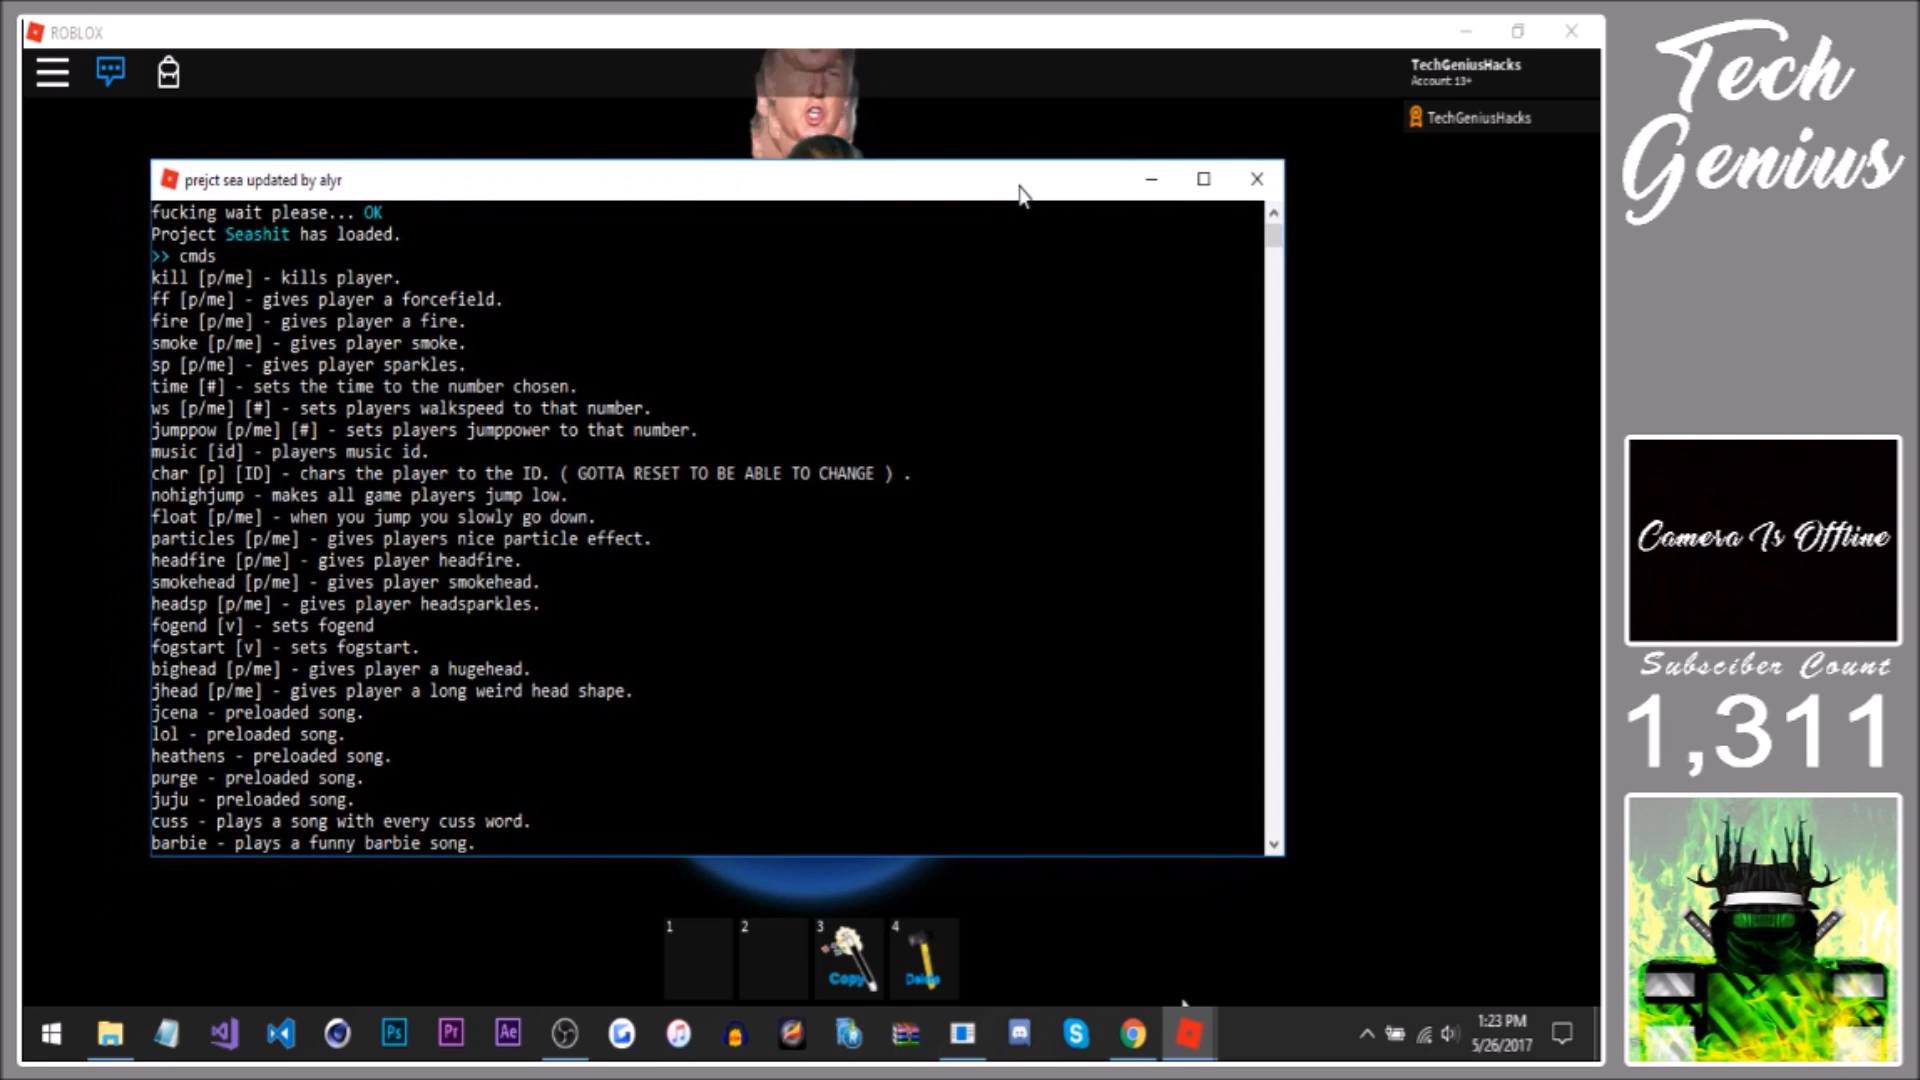 ROBLOX
TechGeniusHacks
Account: 13+
TechGeniusHacks
prejct sea updated by alyr
fucking wait please... OK
Project Seashit has loaded.
>> cmds
kill [p/me] - kills player.
ff [p/me] - gives player a forcefield.
fire [p/me] - gives player a fire.
smoke [p/me] - gives player smoke.
sp [p/me] - gives player sparkles.
time [#] - sets the time to the number chosen.
ws [p/me] [#] - sets players walkspeed to that number.
jumppow [p/me] [#] - sets players jumppower to that number.
music [id] - players music id.
char [p] [ID] - chars the player to the ID. ( GOTTA RESET TO BE ABLE TO CHANGE ) .
nohighjump - makes all game players jump low.
float [p/me] - when you jump you slowly go down.
particles [p/me] - gives players nice particle effect.
headfire [p/me] - gives player headfire.
smokehead [p/me] - gives player smokehead.
headsp [p/me] - gives player headsparkles.
fogend [v] - sets fogend
fogstart [v] - sets fogstart.
bighead [p/me] - gives player a hugehead.
jhead [p/me] - gives player a long weird head shape.
jcena - preloaded song.
lol - preloaded song.
heathens - preloaded song.
purge - preloaded song.
juju - preloaded song.
cuss - plays a song with every cuss word.
barbie - plays a funny barbie song.
1
2
3
4
Copy
Ps
Pr
Ae
1:23 PM
5/26/2017
Tech
Genius
Camera Is Offline
Subsciber Count
1,311